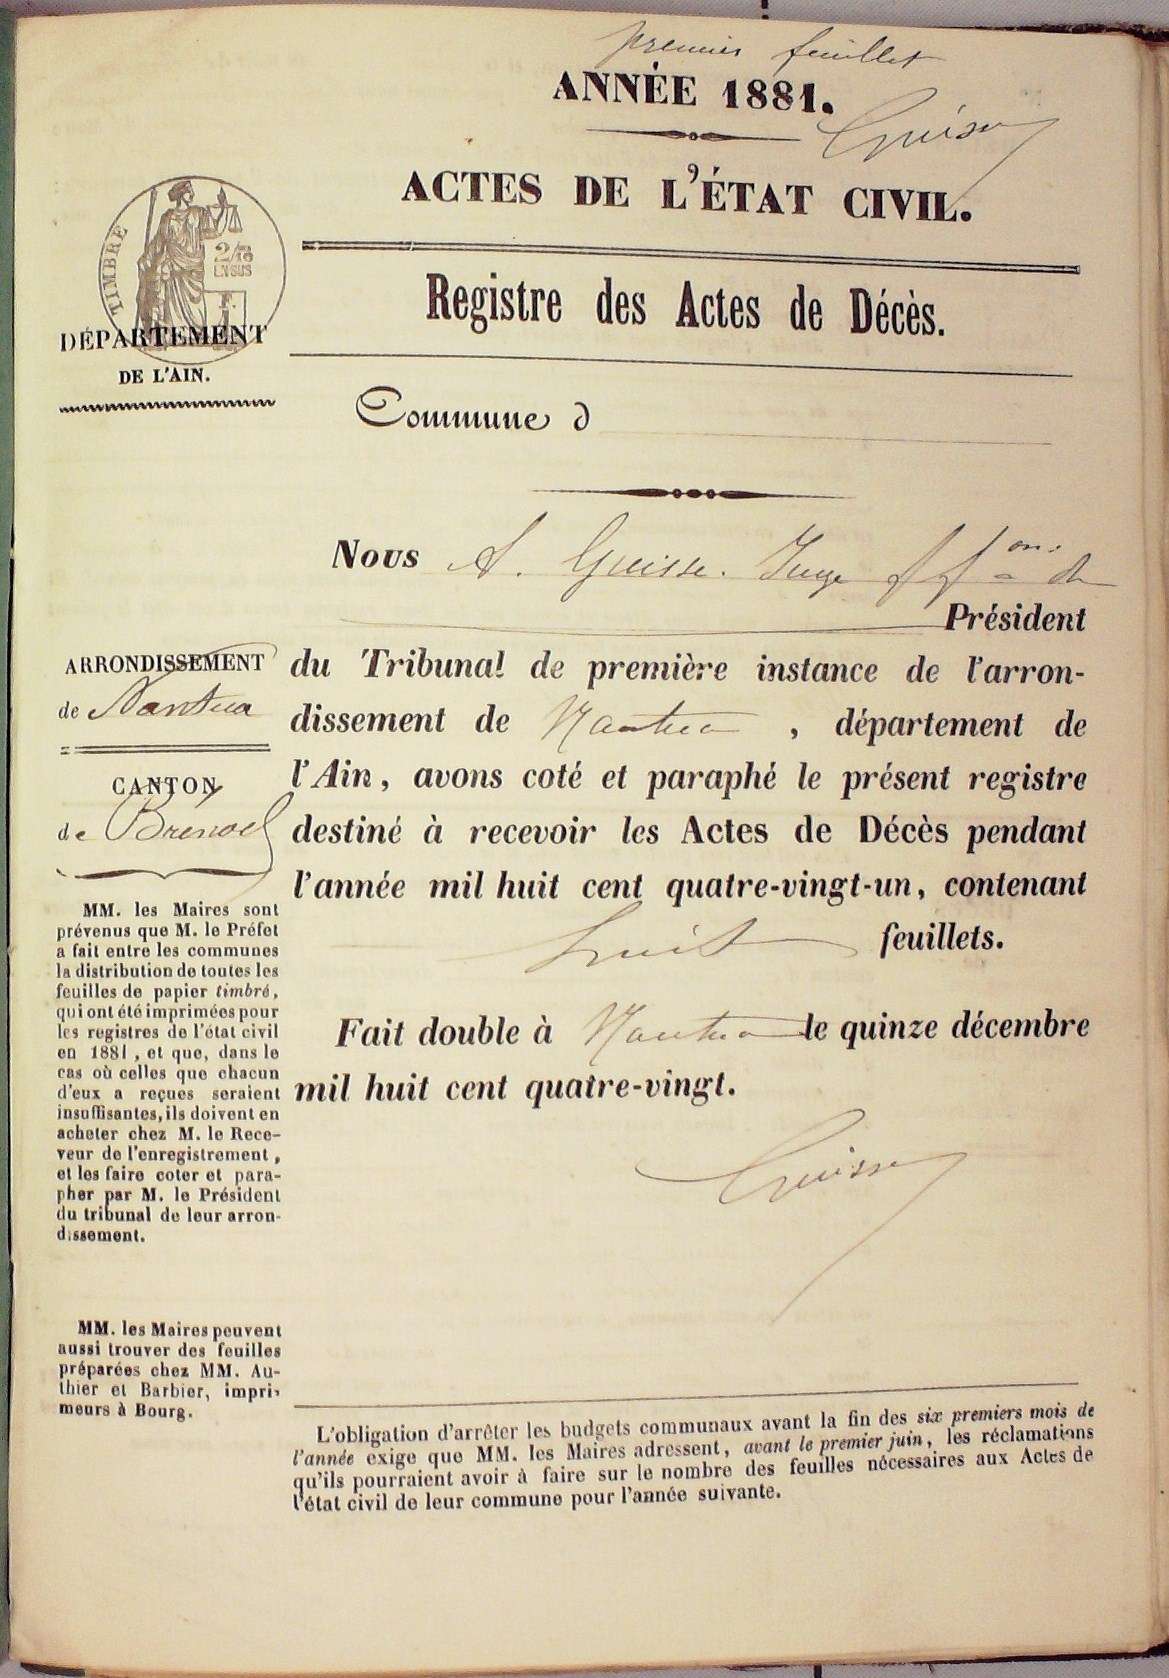 premier feuillet
ANNÉE 1881.
Guisse
ACTES DE L'ÉTAT CIVIL.
TIMBRE
2/10
EN SUS
DÉPARTEMENT
DE L'AIN.
Registre des Actes de Décès.
Commune d
Nous A. Guisse. Juge ff.ons de
Président
du Tribunal de première instance de l'arron-
dissement de Nantua, département de
l'Ain, avons coté et paraphé le présent registre
destiné à recevoir les Actes de Décès pendant
l'année mil huit cent quatre-vingt-un, contenant
huit feuillets.
Fait double à Nantua le quinze décembre
mil huit cent quatre-vingt.
Guisse
ARRONDISSEMENT
de Nantua
CANTON
de Brénod
MM. les Maires sont
prévenus que M. le Préfet
a fait entre les communes
la distribution de toutes les
feuilles de papier timbré,
qui ont été imprimées pour
les registres de l'état civil
en 1881, et que, dans le
cas où celles que chacun
d'eux a reçues seraient
insuffisantes, ils doivent en
acheter chez M. le Rece-
veur de l'enregistrement,
et les faire coter et para-
pher par M. le Président
du tribunal de leur arron-
dissement.
MM. les Maires peuvent
aussi trouver des feuilles
préparées chez MM. Au-
thier et Barbier, impri-
meurs à Bourg.
L'obligation d'arrêter les budgets communaux avant la fin des six premiers mois de
l'année exige que MM. les Maires adressent, avant le premier juin, les réclamations
qu'ils pourraient avoir à faire sur le nombre des feuilles nécessaires aux Actes de
l'état civil de leur commune pour l'année suivante.